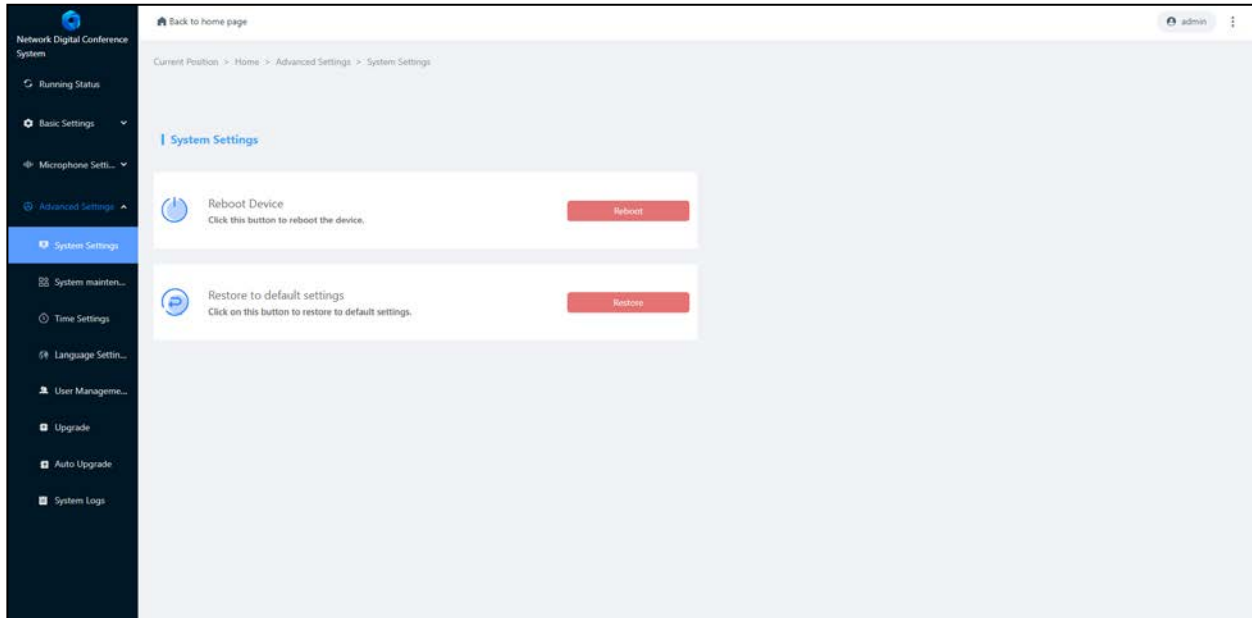 Network Digital Conference
System
Back to home page
admin
Current Position > Home > Advanced Settings > System Settings
Running Status
Basic Settings
Microphone Setti...
Advanced Settings
System Settings
System mainten...
Time Settings
Language Settin...
User Manageme...
Upgrade
Auto Upgrade
System Logs
System Settings
Reboot Device
Click this button to reboot the device.
Reboot
Restore to default settings
Click on this button to restore to default settings.
Restore